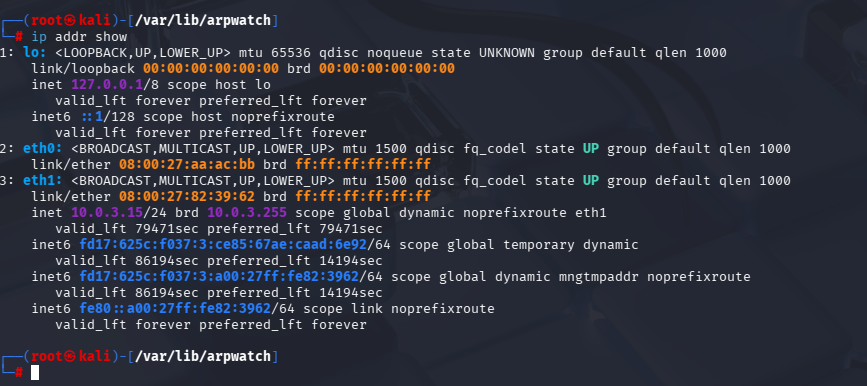 ┌──(root㉿kali)-[/var/lib/arpwatch]
└─# ip addr show
1: lo: <LOOPBACK,UP,LOWER_UP> mtu 65536 qdisc noqueue state UNKNOWN group default qlen 1000
    link/loopback 00:00:00:00:00:00 brd 00:00:00:00:00:00
    inet 127.0.0.1/8 scope host lo
       valid_lft forever preferred_lft forever
    inet6 ::1/128 scope host noprefixroute
       valid_lft forever preferred_lft forever
2: eth0: <BROADCAST,MULTICAST,UP,LOWER_UP> mtu 1500 qdisc fq_codel state UP group default qlen 1000
    link/ether 08:00:27:aa:ac:bb brd ff:ff:ff:ff:ff:ff
3: eth1: <BROADCAST,MULTICAST,UP,LOWER_UP> mtu 1500 qdisc fq_codel state UP group default qlen 1000
    link/ether 08:00:27:82:39:62 brd ff:ff:ff:ff:ff:ff
    inet 10.0.3.15/24 brd 10.0.3.255 scope global dynamic noprefixroute eth1
       valid_lft 79471sec preferred_lft 79471sec
    inet6 fd17:625c:f037:3:ce85:67ae:caad:6e92/64 scope global temporary dynamic
       valid_lft 86194sec preferred_lft 14194sec
    inet6 fd17:625c:f037:3:a00:27ff:fe82:3962/64 scope global dynamic mngtmpaddr noprefixroute
       valid_lft 86194sec preferred_lft 14194sec
    inet6 fe80::a00:27ff:fe82:3962/64 scope link noprefixroute
       valid_lft forever preferred_lft forever
┌──(root㉿kali)-[/var/lib/arpwatch]
└─#